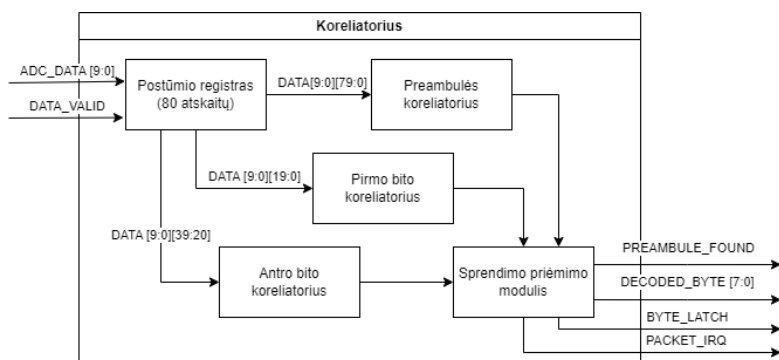 Koreliatorius
ADC_DATA [9:0]
DATA_VALID
Postūmio registras
(80 atskaitų)
DATA[9:0][79:0]
Preambulės
koreliatorius
DATA [9:0][19:0]
Pirmo bito
koreliatorius
DATA [9:0][39:20]
Antro bito
koreliatorius
Sprendimo priėmimo
modulis
PREAMBULE_FOUND
DECODED_BYTE [7:0]
BYTE_LATCH
PACKET_IRQ